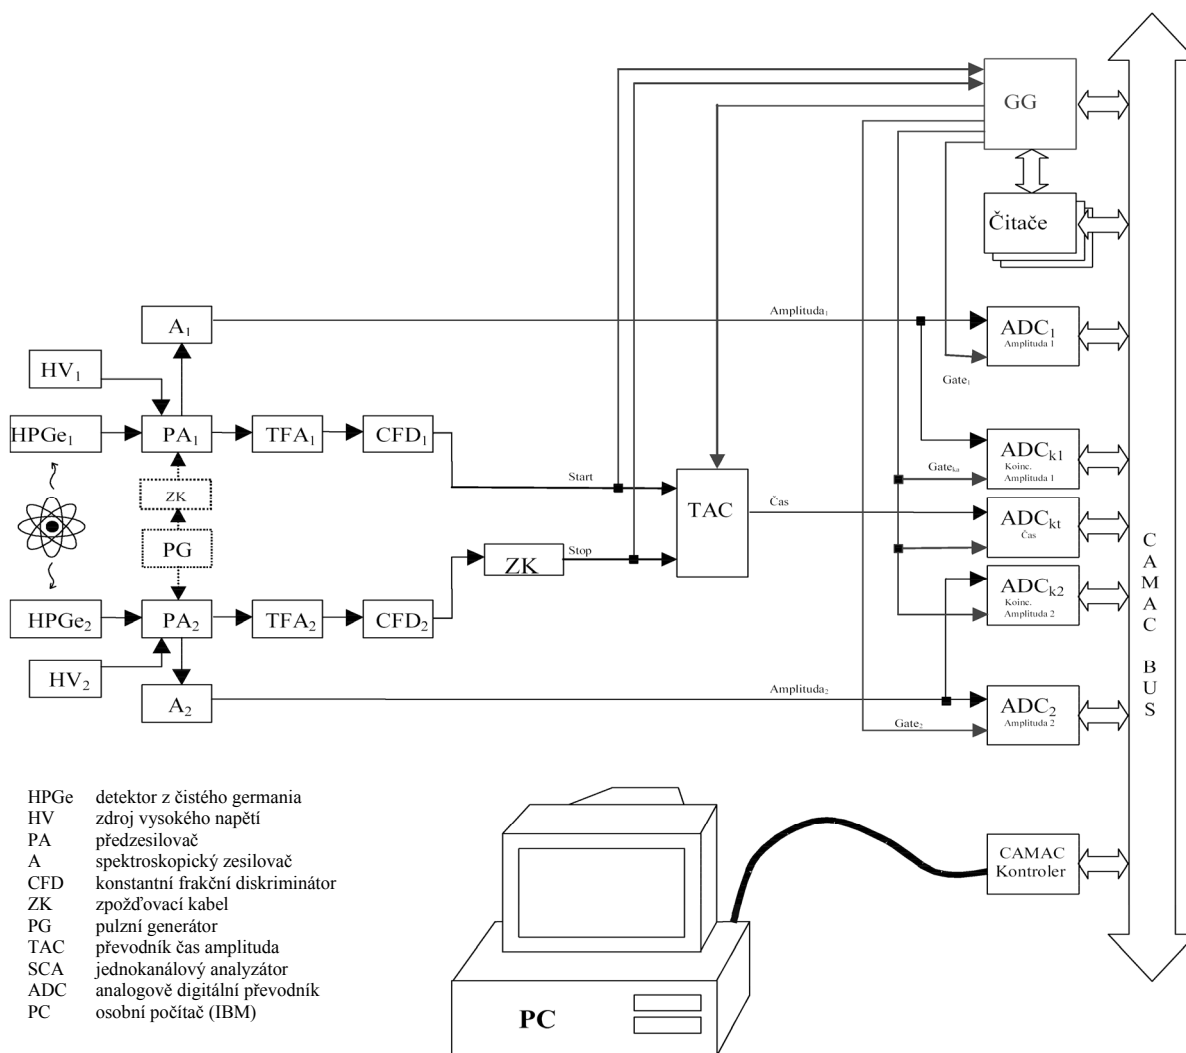 GG
Čitače
Amplituda₁
A₁
ADC₁
Amplituda 1
HV₁
Gate₁
HPGe₁
PA₁
TFA₁
CFD₁
ADCₖ₁
Koinc.
Amplituda 1
Start
Gateₖₐ
ZK
TAC
Čas
ADCₖₜ
Čas
PG
Stop
ZK
ADCₖ₂
Koinc.
Amplituda 2
HPGe₂
PA₂
TFA₂
CFD₂
HV₂
A₂
Amplituda₂
Gate₂
ADC₂
Amplituda 2
CAMAC BUS
HPGe detektor z čistého germania
HV zdroj vysokého napětí
PA předzesilovač
A spektroskopický zesilovač
CFD konstantní frakční diskriminátor
ZK zpožďovací kabel
PG pulzní generátor
TAC převodník čas amplituda
SCA jednokanálový analyzátor
ADC analogově digitální převodník
PC osobní počítač (IBM)
CAMAC
Kontroler
PC